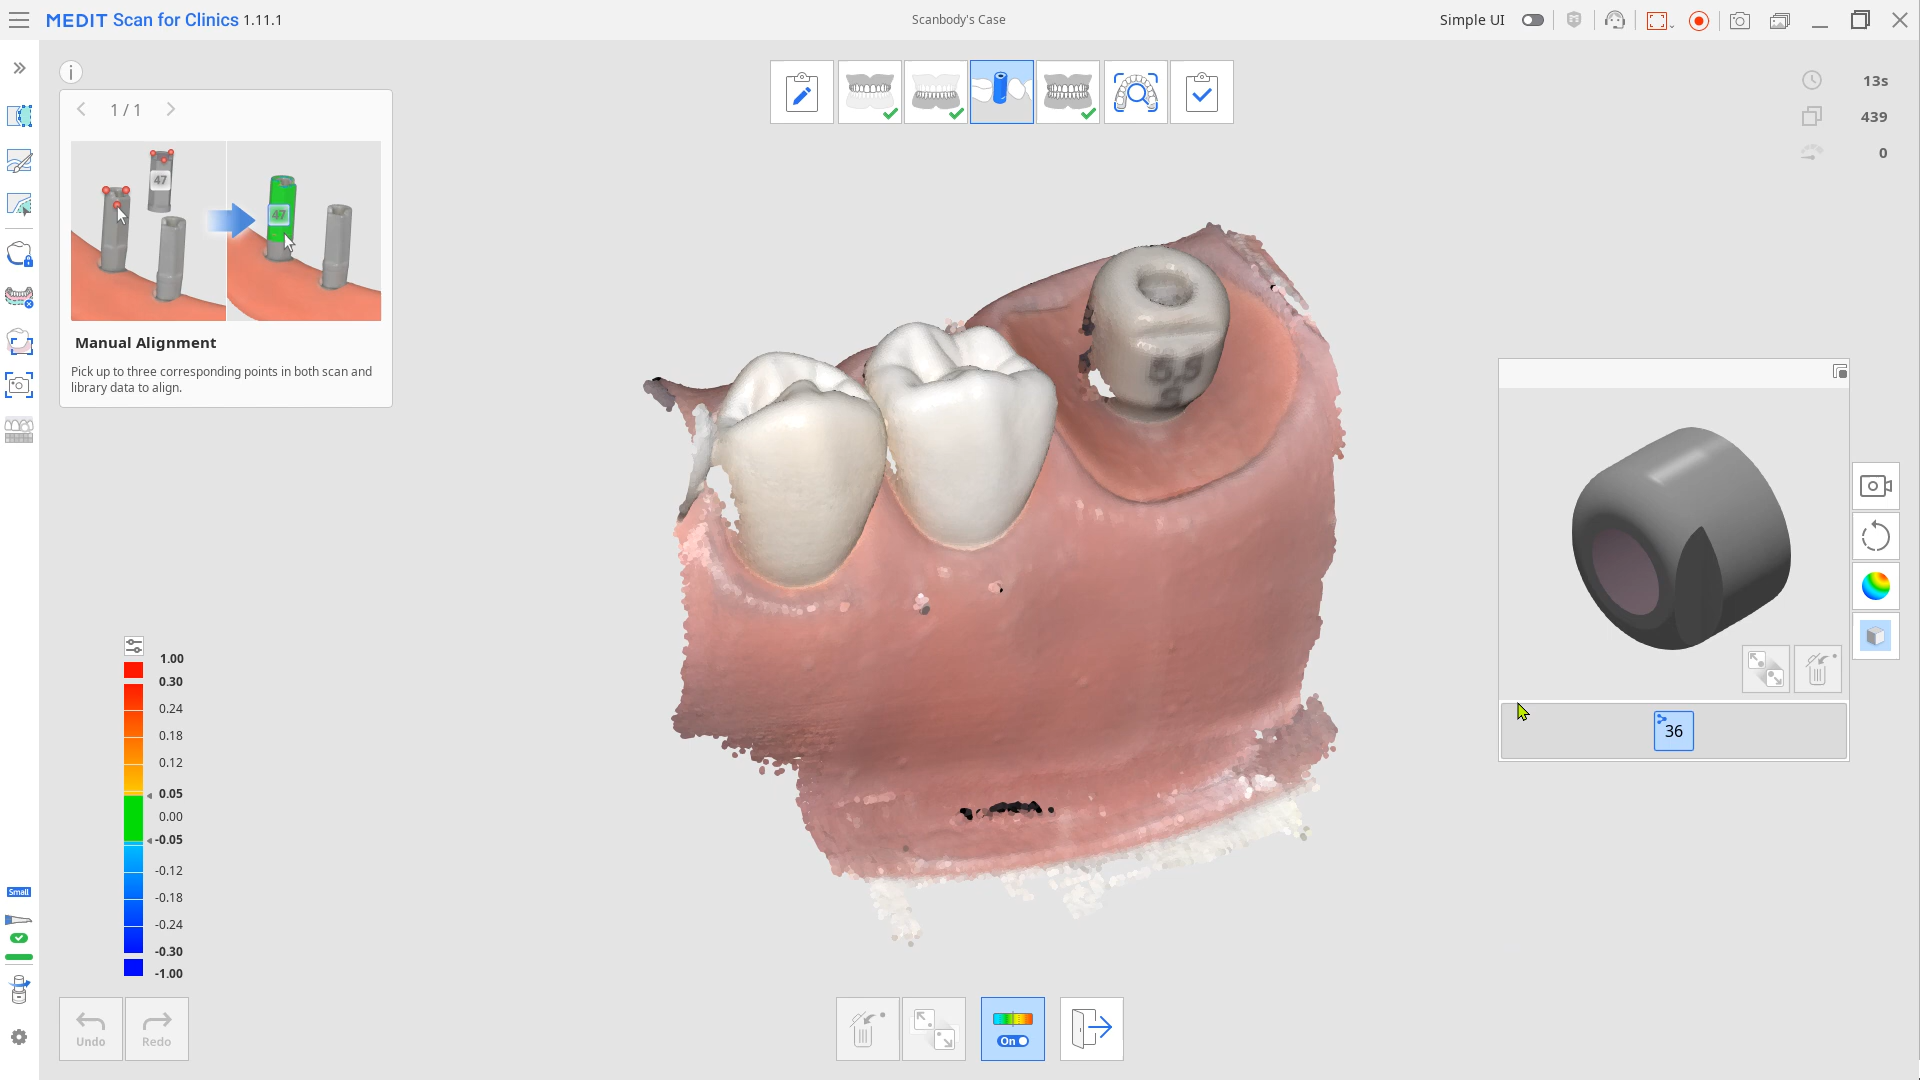 MEDIT Scan for Clinics 1.11.1
Scanbody's Case
Simple UI
i
1 / 1
47
47
Manual Alignment
Pick up to three corresponding points in both scan and
library data to align.
13s
439
0
36
1.00
0.30
0.24
0.18
0.12
0.05
0.00
-0.05
-0.12
-0.18
-0.24
-0.30
-1.00
Small
Undo
Redo
On